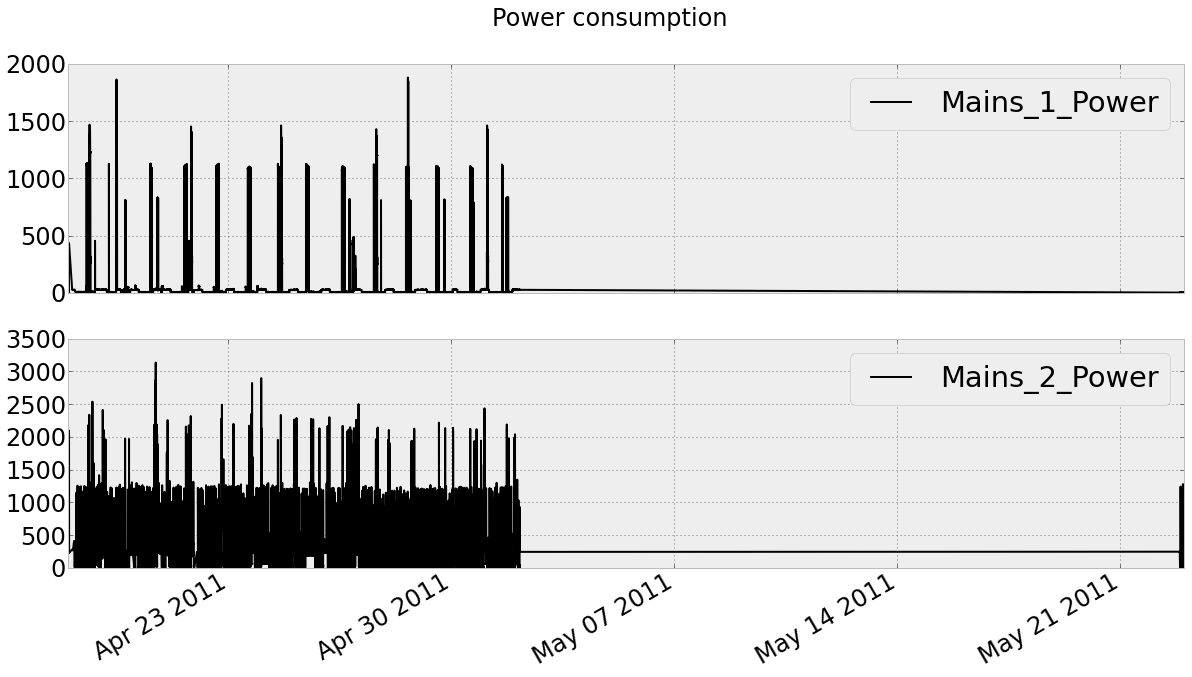 Power consumption
2000
1500
1000
500
0
Mains_1_Power
3500
3000
2500
2000
1500
1000
500
0
Mains_2_Power
Apr 23 2011
Apr 30 2011
May 07 2011
May 14 2011
May 21 2011